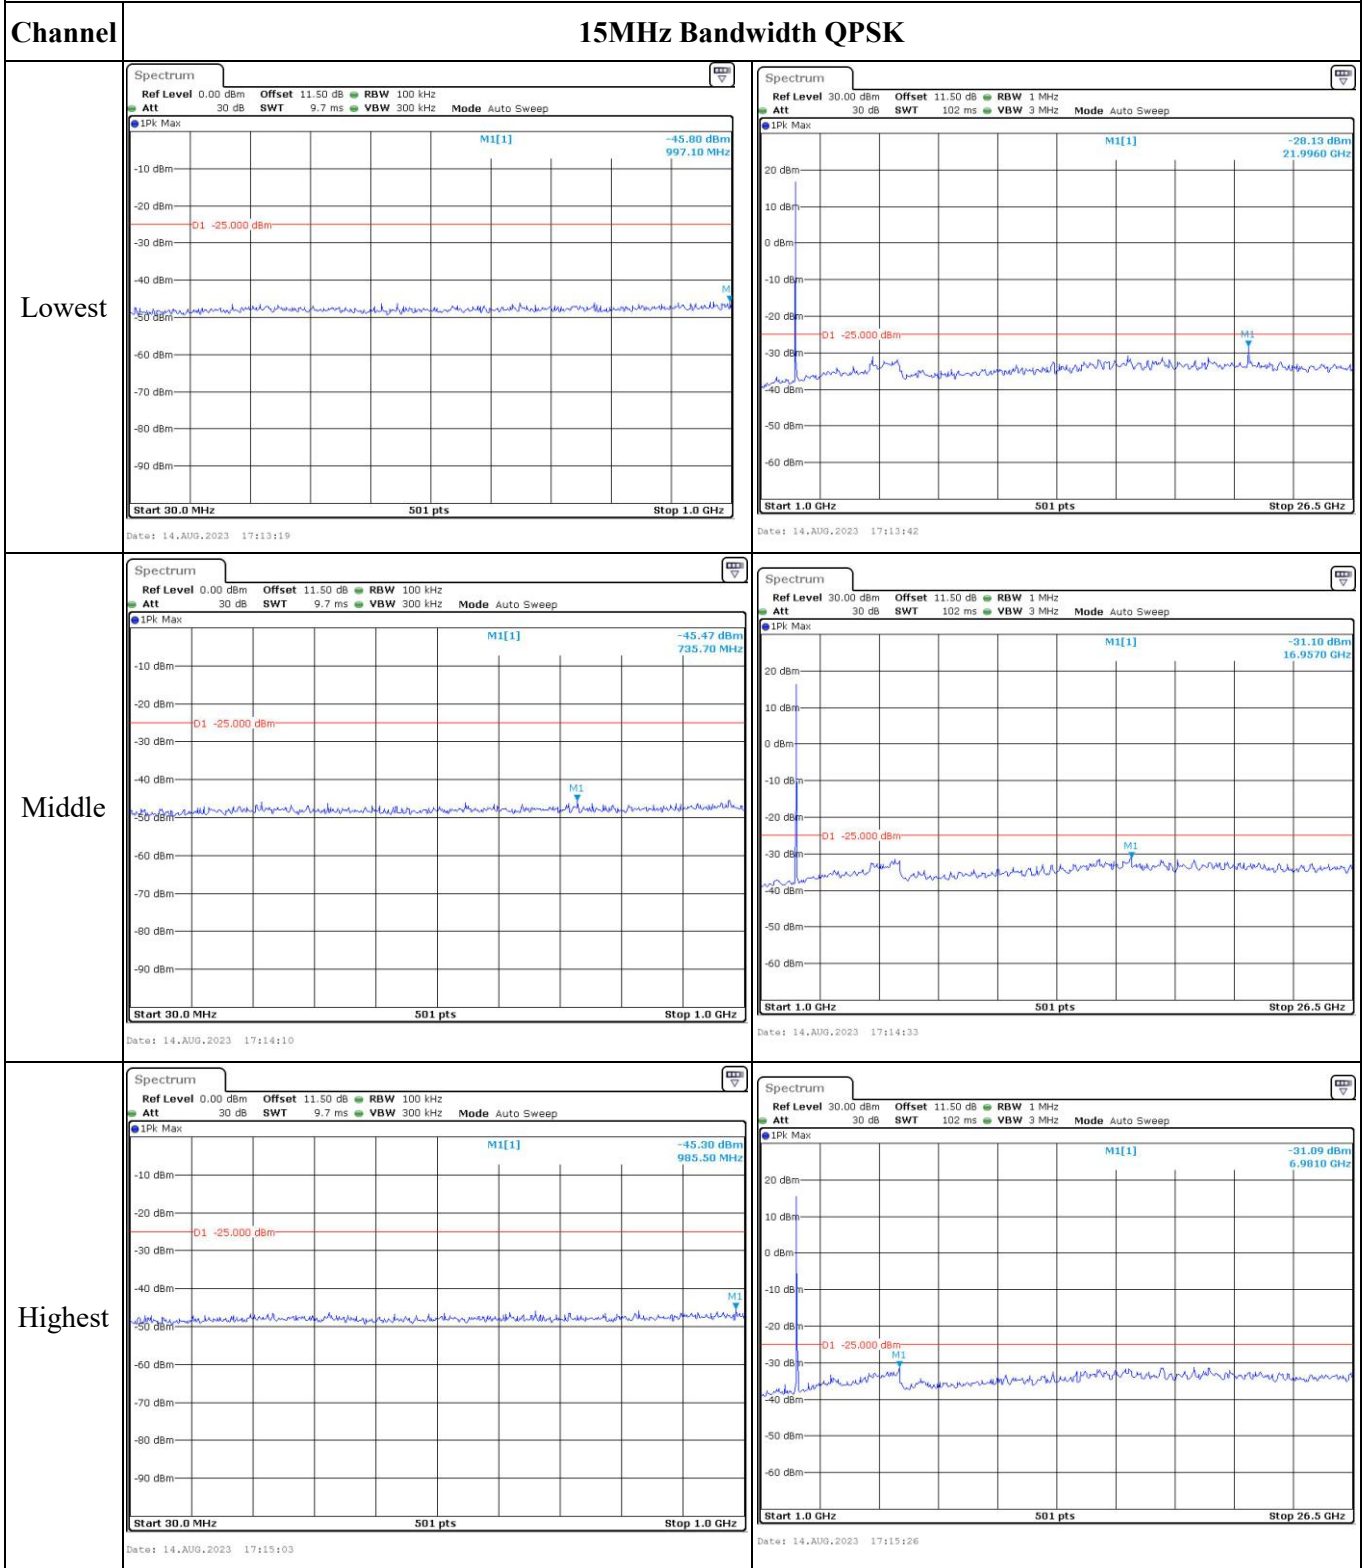 Channel 15MHz Bandwidth QPSK
Lowest
Spectrum
Ref Level 0.00 dBm Offset 11.50 dB RBW 100 kHz
Att 30 dB SWT 9.7 ms VBW 300 kHz Mode Auto Sweep
1Pk Max
M1[1] -45.80 dBm
997.10 MHz
-10 dBm
-20 dBm
D1 -25.000 dBm
-30 dBm
-40 dBm
M
-50 dBm
-60 dBm
-70 dBm
-80 dBm
-90 dBm
Start 30.0 MHz 501 pts Stop 1.0 GHz
Date: 14.AUG.2023 17:13:19
Spectrum
Ref Level 30.00 dBm Offset 11.50 dB RBW 1 MHz
Att 30 dB SWT 102 ms VBW 3 MHz Mode Auto Sweep
1Pk Max
M1[1] -28.13 dBm
21.9960 GHz
20 dBm
10 dBm
0 dBm
-10 dBm
-20 dBm
D1 -25.000 dBm
M1
-30 dBm
-40 dBm
-50 dBm
-60 dBm
Start 1.0 GHz 501 pts Stop 26.5 GHz
Date: 14.AUG.2023 17:13:42
Middle
Spectrum
Ref Level 0.00 dBm Offset 11.50 dB RBW 100 kHz
Att 30 dB SWT 9.7 ms VBW 300 kHz Mode Auto Sweep
1Pk Max
M1[1] -45.47 dBm
735.70 MHz
-10 dBm
-20 dBm
D1 -25.000 dBm
-30 dBm
-40 dBm
M1
-50 dBm
-60 dBm
-70 dBm
-80 dBm
-90 dBm
Start 30.0 MHz 501 pts Stop 1.0 GHz
Date: 14.AUG.2023 17:14:10
Spectrum
Ref Level 30.00 dBm Offset 11.50 dB RBW 1 MHz
Att 30 dB SWT 102 ms VBW 3 MHz Mode Auto Sweep
1Pk Max
M1[1] -31.10 dBm
16.9570 GHz
20 dBm
10 dBm
0 dBm
-10 dBm
-20 dBm
D1 -25.000 dBm
M1
-30 dBm
-40 dBm
-50 dBm
-60 dBm
Start 1.0 GHz 501 pts Stop 26.5 GHz
Date: 14.AUG.2023 17:14:33
Highest
Spectrum
Ref Level 0.00 dBm Offset 11.50 dB RBW 100 kHz
Att 30 dB SWT 9.7 ms VBW 300 kHz Mode Auto Sweep
1Pk Max
M1[1] -45.30 dBm
985.50 MHz
-10 dBm
-20 dBm
D1 -25.000 dBm
-30 dBm
-40 dBm
M1
-50 dBm
-60 dBm
-70 dBm
-80 dBm
-90 dBm
Start 30.0 MHz 501 pts Stop 1.0 GHz
Date: 14.AUG.2023 17:15:03
Spectrum
Ref Level 30.00 dBm Offset 11.50 dB RBW 1 MHz
Att 30 dB SWT 102 ms VBW 3 MHz Mode Auto Sweep
1Pk Max
M1[1] -31.09 dBm
6.9810 GHz
20 dBm
10 dBm
0 dBm
-10 dBm
-20 dBm
D1 -25.000 dBm
M1
-30 dBm
-40 dBm
-50 dBm
-60 dBm
Start 1.0 GHz 501 pts Stop 26.5 GHz
Date: 14.AUG.2023 17:15:26